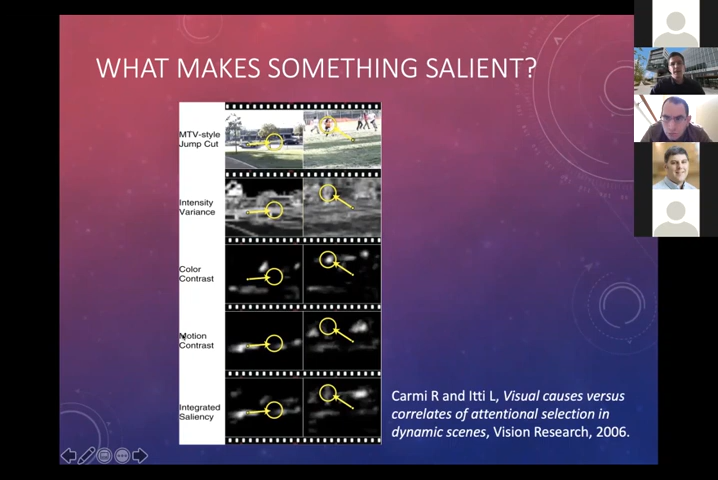 WHAT MAKES SOMETHING SALIENT?
MTV-style
Jump Cut
Intensity
Variance
Color
Contrast
Motion
Contrast
Integrated
Saliency
Carmi R and Itti L, Visual causes versus
correlates of attentional selection in
dynamic scenes, Vision Research, 2006.